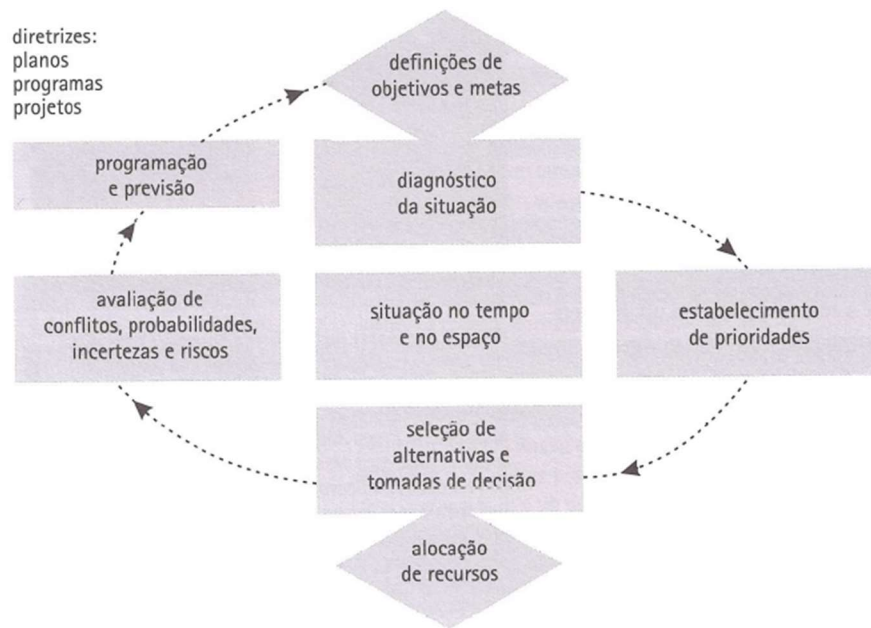 diretrizes:
planos
programas
projetos
definições de
objetivos e metas
programação
e previsão
diagnóstico
da situação
avaliação de
conflitos, probabilidades,
incertezas e riscos
situação no tempo
e no espaço
estabelecimento
de prioridades
seleção de
alternativas e
tomadas de decisão
alocação
de recursos